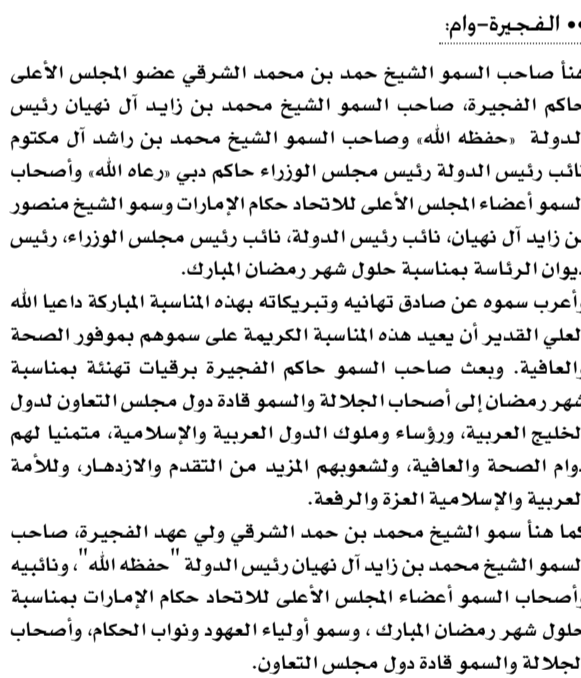 •• الفجيرة-وام:
هنأ صاحب السمو الشيخ حمد بن محمد الشرقي عضو المجلس الأعلى
حاكم الفجيرة، صاحب السمو الشيخ محمد بن زايد آل نهيان رئيس
الدولة «حفظه الله» وصاحب السمو الشيخ محمد بن راشد آل مكتوم
نائب رئيس الدولة رئيس مجلس الوزراء حاكم دبي «رعاه الله» وأصحاب
السمو أعضاء المجلس الأعلى للاتحاد حكام الإمارات وسمو الشيخ منصور
بن زايد آل نهيان، نائب رئيس الدولة، نائب رئيس مجلس الوزراء، رئيس
ديوان الرئاسة بمناسبة حلول شهر رمضان المبارك.
وأعرب سموه عن صادق تهانيه وتبريكاته بهذه المناسبة المباركة داعيا الله
العلي القدير أن يعيد هذه المناسبة الكريمة على سموهم بموفور الصحة
والعافية. وبعث صاحب السمو حاكم الفجيرة برقيات تهنئة بمناسبة
شهر رمضان إلى أصحاب الجلالة والسمو قادة دول مجلس التعاون لدول
الخليج العربية، ورؤساء وملوك الدول العربية والإسلامية، متمنيا لهم
دوام الصحة والعافية، ولشعوبهم المزيد من التقدم والازدهار، وللأمة
العربية والإسلامية العزة والرفعة.
كما هنأ سمو الشيخ محمد بن حمد الشرقي ولي عهد الفجيرة، صاحب
السمو الشيخ محمد بن زايد آل نهيان رئيس الدولة "حفظه الله"، ونائبيه
وأصحاب السمو أعضاء المجلس الأعلى للاتحاد حكام الإمارات بمناسبة
حلول شهر رمضان المبارك ، وسمو أولياء العهود ونواب الحكام، وأصحاب
الجلالة والسمو قادة دول مجلس التعاون.